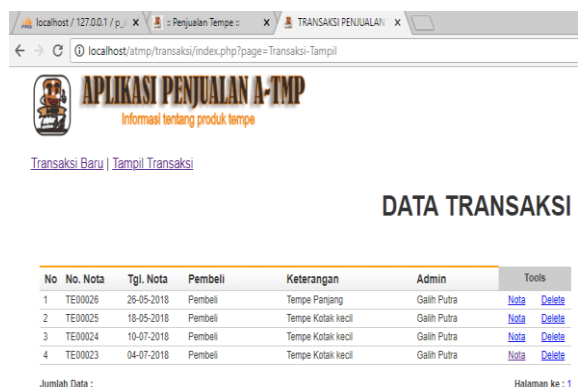 localhost / 127.0.0.1 / p_ :: Penjualan Tempe :: TRANSAKSI PENJUALAN
localhost/atmp/transaksi/index.php?page=Transaksi-Tampil
APLIKASI PENJUALAN A-TMP
Informasi tentang produk tempe
Transaksi Baru | Tampil Transaksi
DATA TRANSAKSI
No No. Nota Tgl. Nota Pembeli Keterangan Admin Tools
1 TE00026 26-05-2018 Pembeli Tempe Panjang Galih Putra Nota Delete
2 TE00025 18-05-2018 Pembeli Tempe Kotak kecil Galih Putra Nota Delete
3 TE00024 10-07-2018 Pembeli Tempe Kotak kecil Galih Putra Nota Delete
4 TE00023 04-07-2018 Pembeli Tempe Kotak kecil Galih Putra Nota Delete
Jumlah Data : Halaman ke : 1